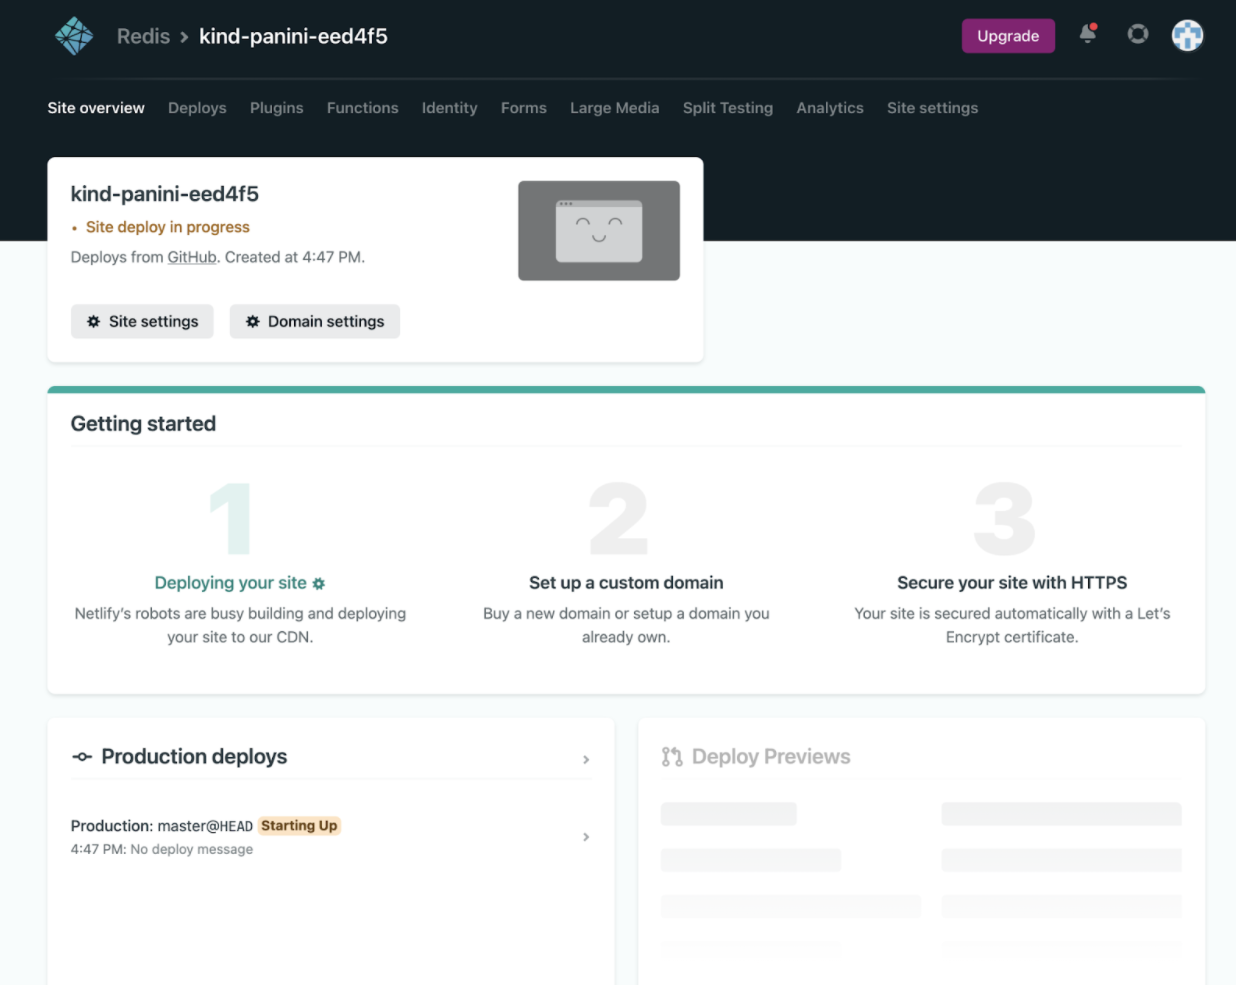 Redis > kind-panini-eed4f5
Upgrade
Site overview Deploys Plugins Functions Identity Forms Large Media Split Testing Analytics Site settings
kind-panini-eed4f5
• Site deploy in progress
Deploys from GitHub. Created at 4:47 PM.
Site settings Domain settings
Getting started
1
Deploying your site
Netlify’s robots are busy building and deploying
your site to our CDN.
2
Set up a custom domain
Buy a new domain or setup a domain you
already own.
3
Secure your site with HTTPS
Your site is secured automatically with a Let’s
Encrypt certificate.
Production deploys
Production: master@HEAD Starting Up
4:47 PM: No deploy message
Deploy Previews